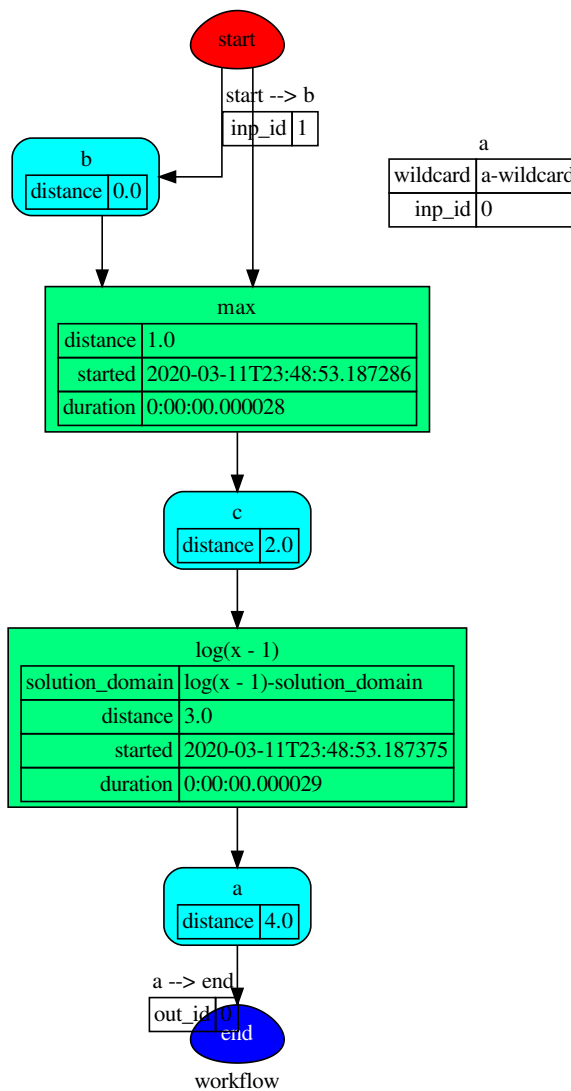 start
start --> b
inp_id 1
b
distance 0.0
a
wildcard a-wildcard
inp_id 0
max
distance 1.0
started 2020-03-11T23:48:53.187286
duration 0:00:00.000028
c
distance 2.0
log(x - 1)
solution_domain log(x - 1)-solution_domain
distance 3.0
started 2020-03-11T23:48:53.187375
duration 0:00:00.000029
a
distance 4.0
a --> end
out_id 0
end
workflow